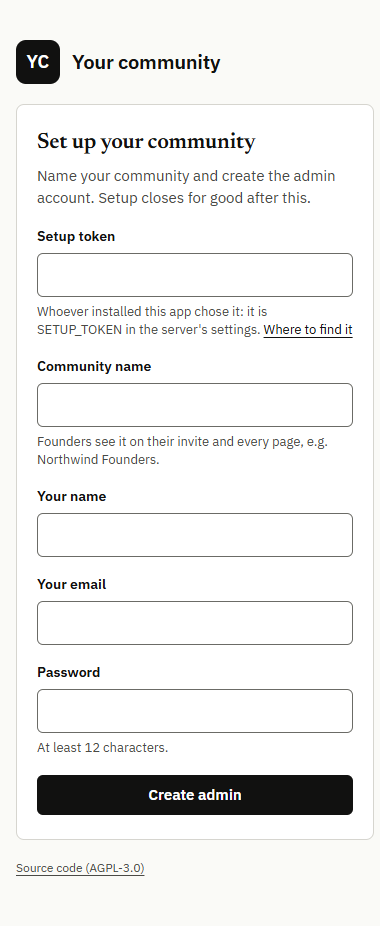 YC
Your community
Set up your community
Name your community and create the admin
account. Setup closes for good after this.
Setup token
Whoever installed this app chose it: it is
SETUP_TOKEN in the server's settings. Where to find it
Community name
Founders see it on their invite and every page, e.g.
Northwind Founders.
Your name
Your email
Password
At least 12 characters.
Create admin
Source code (AGPL-3.0)